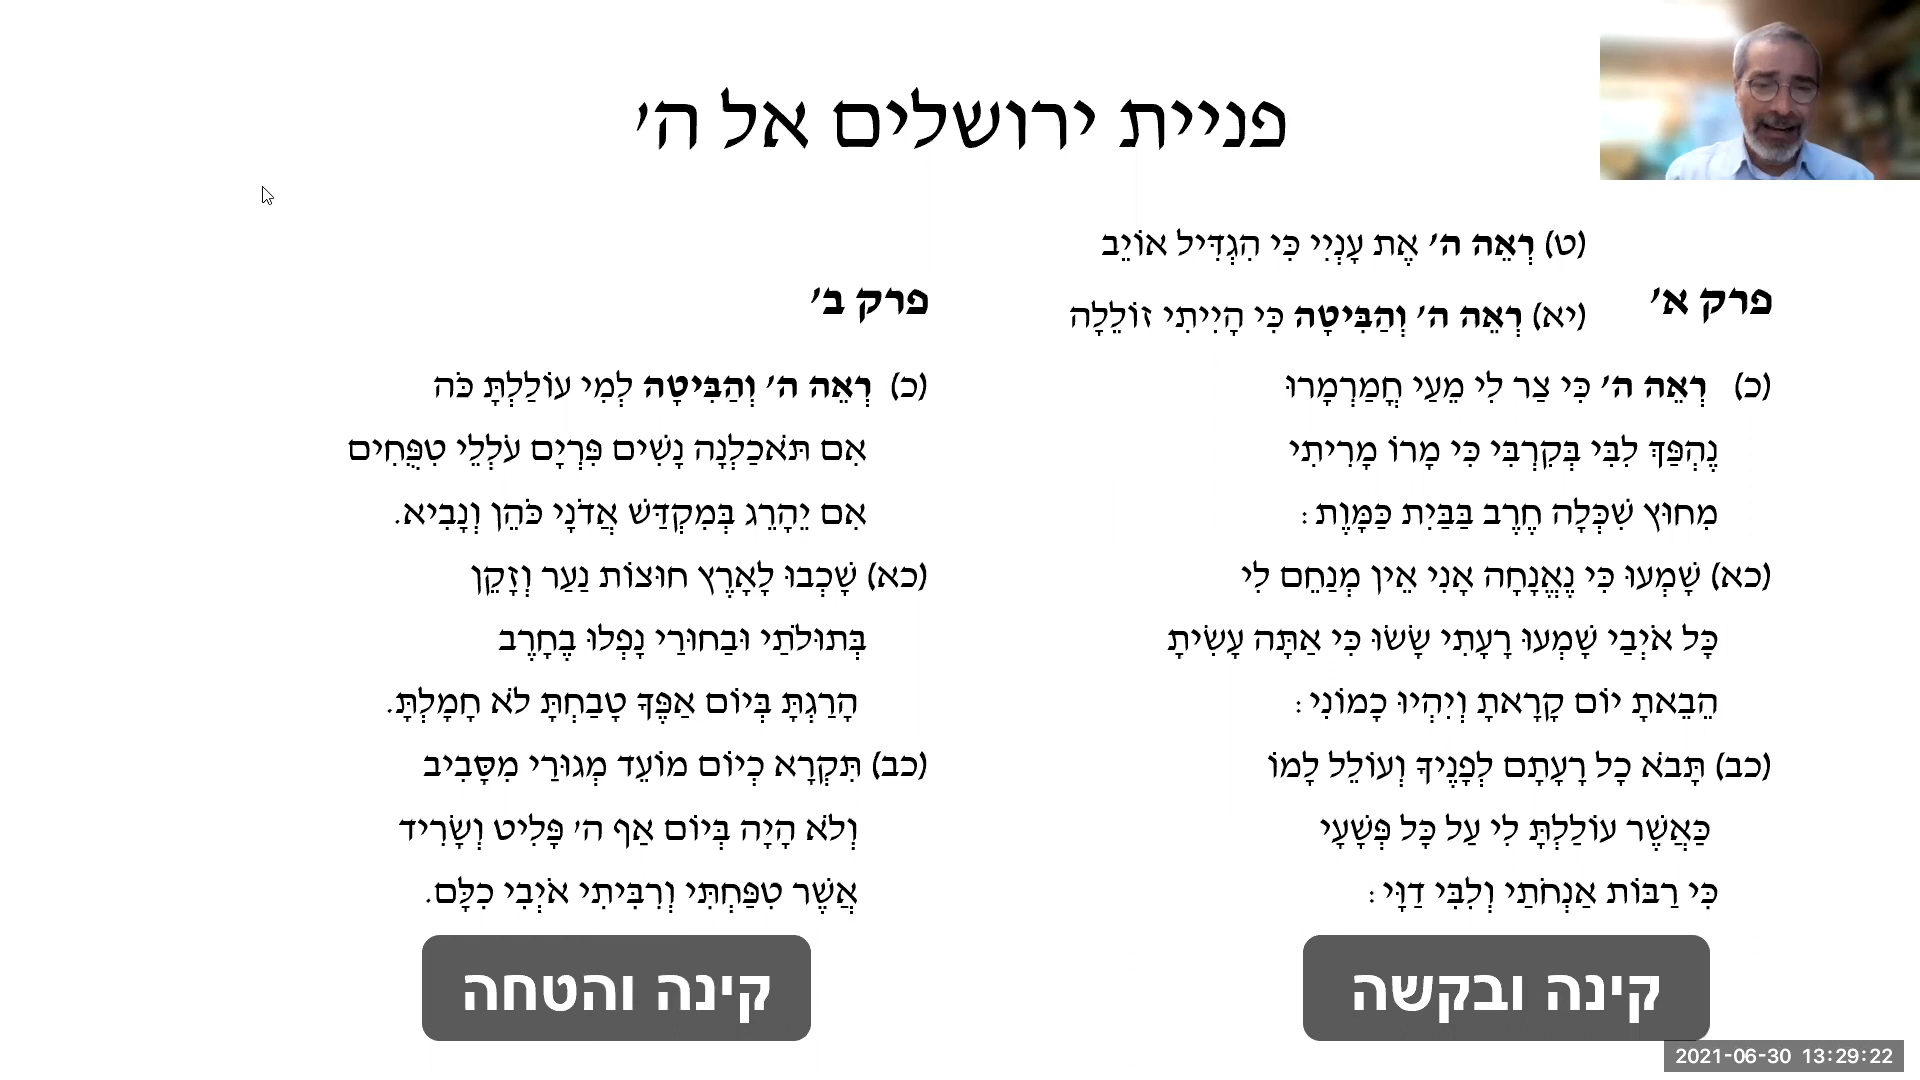 פניית ירושלים אל ה׳
פרק א׳
(ט) רְאֵה ה׳ אֶת עָנְיִי כִּי הִגְדִּיל אוֹיֵב
(יא) רְאֵה ה׳ וְהַבִּיטָה כִּי הָיִיתִי זוֹלֵלָה
(כ) רְאֵה ה׳ כִּי צַר לִי מֵעַי חֳמַרְמָרוּ
נֶהְפַּךְ לִבִּי בְּקִרְבִּי כִּי מָרוֹ מָרִיתִי
מִחוּץ שִׁכְּלָה חֶרֶב בַּבַּיִת כַּמָּוֶת :
(כא) שָׁמְעוּ כִּי נֶאֱנָחָה אָנִי אֵין מְנַחֵם לִי
כָּל אֹיְבַי שָׁמְעוּ רָעָתִי שָׂשׂוּ כִּי אַתָּה עָשִׂיתָ
הֵבֵאתָ יוֹם קָרָאתָ וְיִהְיוּ כָמוֹנִי :
(כב) תָּבֹא כָל רָעָתָם לְפָנֶיךָ וְעוֹלֵל לָמוֹ
כַּאֲשֶׁר עוֹלַלְתָּ לִי עַל כָּל פְּשָׁעָי
כִּי רַבּוֹת אַנְחֹתַי וְלִבִּי דַוָּי :
קינה ובקשה
פרק ב׳
(כ) רְאֵה ה׳ וְהַבִּיטָה לְמִי עוֹלַלְתָּ כֹּה
אִם תֹּאכַלְנָה נָשִׁים פִּרְיָם עֹלְלֵי טִפֻּחִים
אִם יֵהָרֵג בְּמִקְדַּשׁ אֲדֹנָי כֹּהֵן וְנָבִיא.
(כא) שָׁכְבוּ לָאָרֶץ חוּצוֹת נַעַר וְזָקֵן
בְּתוּלֹתַי וּבַחוּרַי נָפְלוּ בֶחָרֶב
הָרַגְתָּ בְּיוֹם אַפֶּךָ טָבַחְתָּ לֹא חָמָלְתָּ.
(כב) תִּקְרָא כְיוֹם מוֹעֵד מְגוּרַי מִסָּבִיב
וְלֹא הָיָה בְּיוֹם אַף ה׳ פָּלִיט וְשָׂרִיד
אֲשֶׁר טִפַּחְתִּי וְרִבִּיתִי אֹיְבִי כִלָּם.
קינה והטחה
2021-06-30 13:29:22